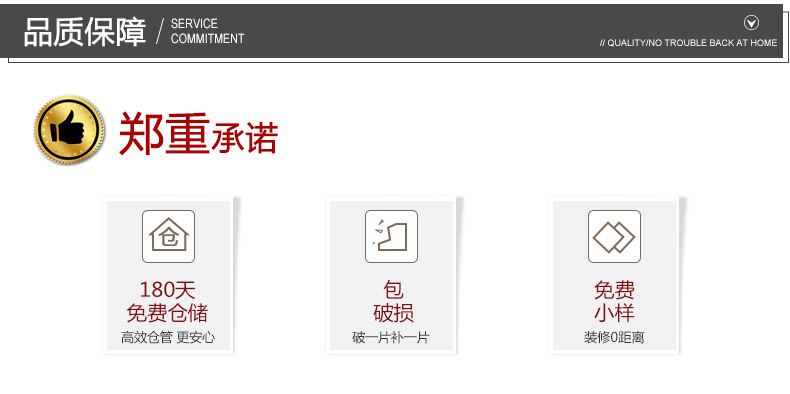 品质保障 / SERVICE COMMITMENT
// QUALITY/NO TROUBLE BACK AT HOME
郑重承诺
仓
180天
免费仓储
高效仓管 更安心
包
破损
破一片补一片
免费
小样
装修0距离